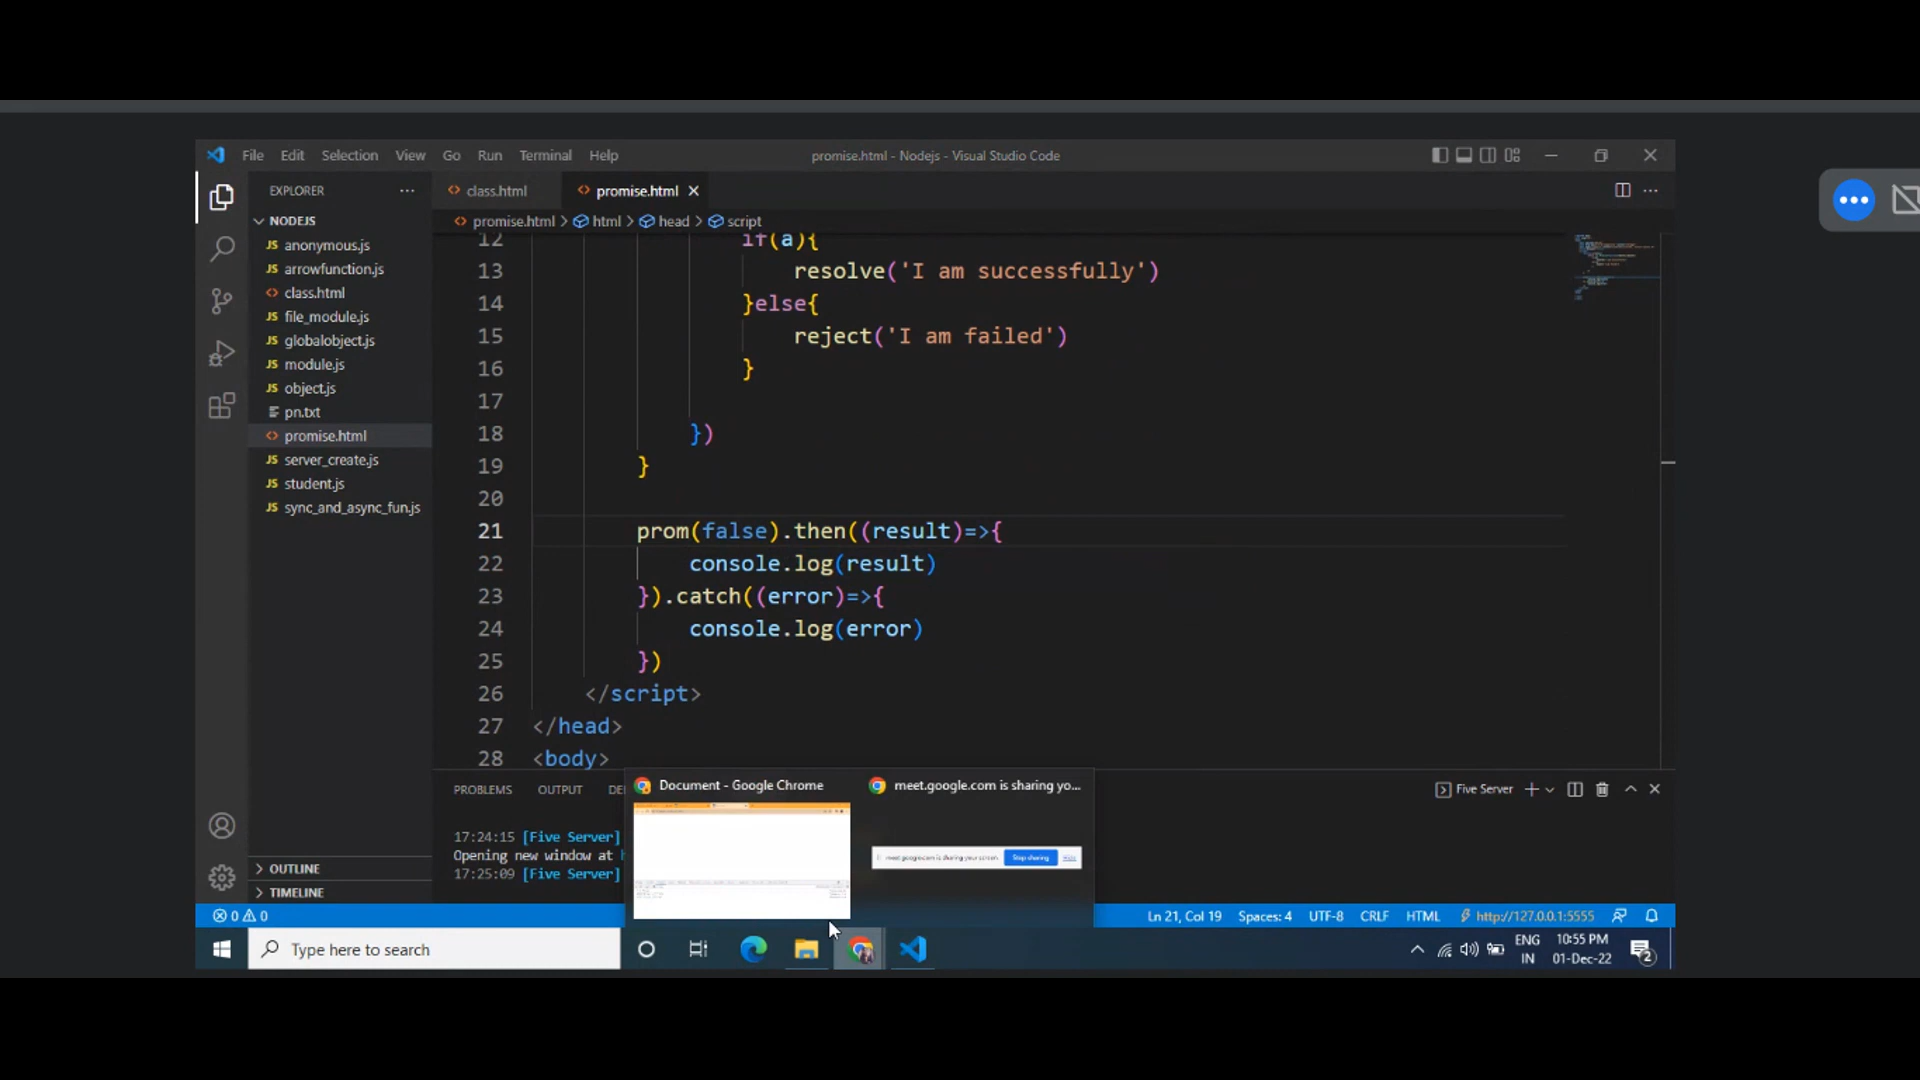 File Edit Selection View Go Run Terminal Help
promise.html - Nodejs - Visual Studio Code
EXPLORER
class.html
promise.html
NODEJS
promise.html > html > head > script
JS anonymous.js
JS arrowfunction.js
class.html
JS file_module.js
JS globalobject.js
JS module.js
JS object.js
pn.txt
promise.html
JS server_create.js
JS student.js
JS sync_and_async_fun.js
OUTLINE
TIMELINE
12 if(a){
13 resolve('I am successfully')
14 }else{
15 reject('I am failed')
16 }
17
18 })
19 }
20
21 prom(false).then((result)=>{
22 console.log(result)
23 }).catch((error)=>{
24 console.log(error)
25 })
26 </script>
27 </head>
28 <body>
PROBLEMS OUTPUT DE
Five Server
17:24:15 [Five Server]
Opening new window at h
17:25:09 [Five Server]
Document - Google Chrome
meet.google.com is sharing yo...
meet.google.com is sharing your screen.
Stop sharing
Hide
0 0
Ln 21, Col 19 Spaces: 4 UTF-8 CRLF HTML http://127.0.0.1:5555
Type here to search
ENG
IN
10:55 PM
01-Dec-22
2